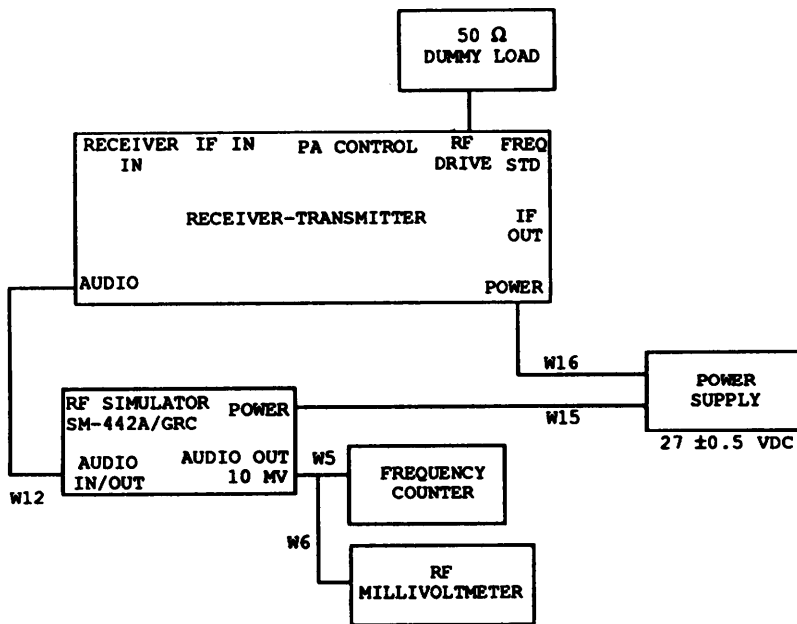 50 Ω
DUMMY LOAD
RECEIVER IN
IF IN
PA CONTROL
RF DRIVE
FREQ STD
RECEIVER-TRANSMITTER
IF OUT
AUDIO
POWER
W16
POWER SUPPLY
W15
27 ±0.5 VDC
RF SIMULATOR
SM-442A/GRC
POWER
AUDIO IN/OUT
AUDIO OUT
10 MV
W5
FREQUENCY COUNTER
W12
W6
RF
MILLIVOLTMETER